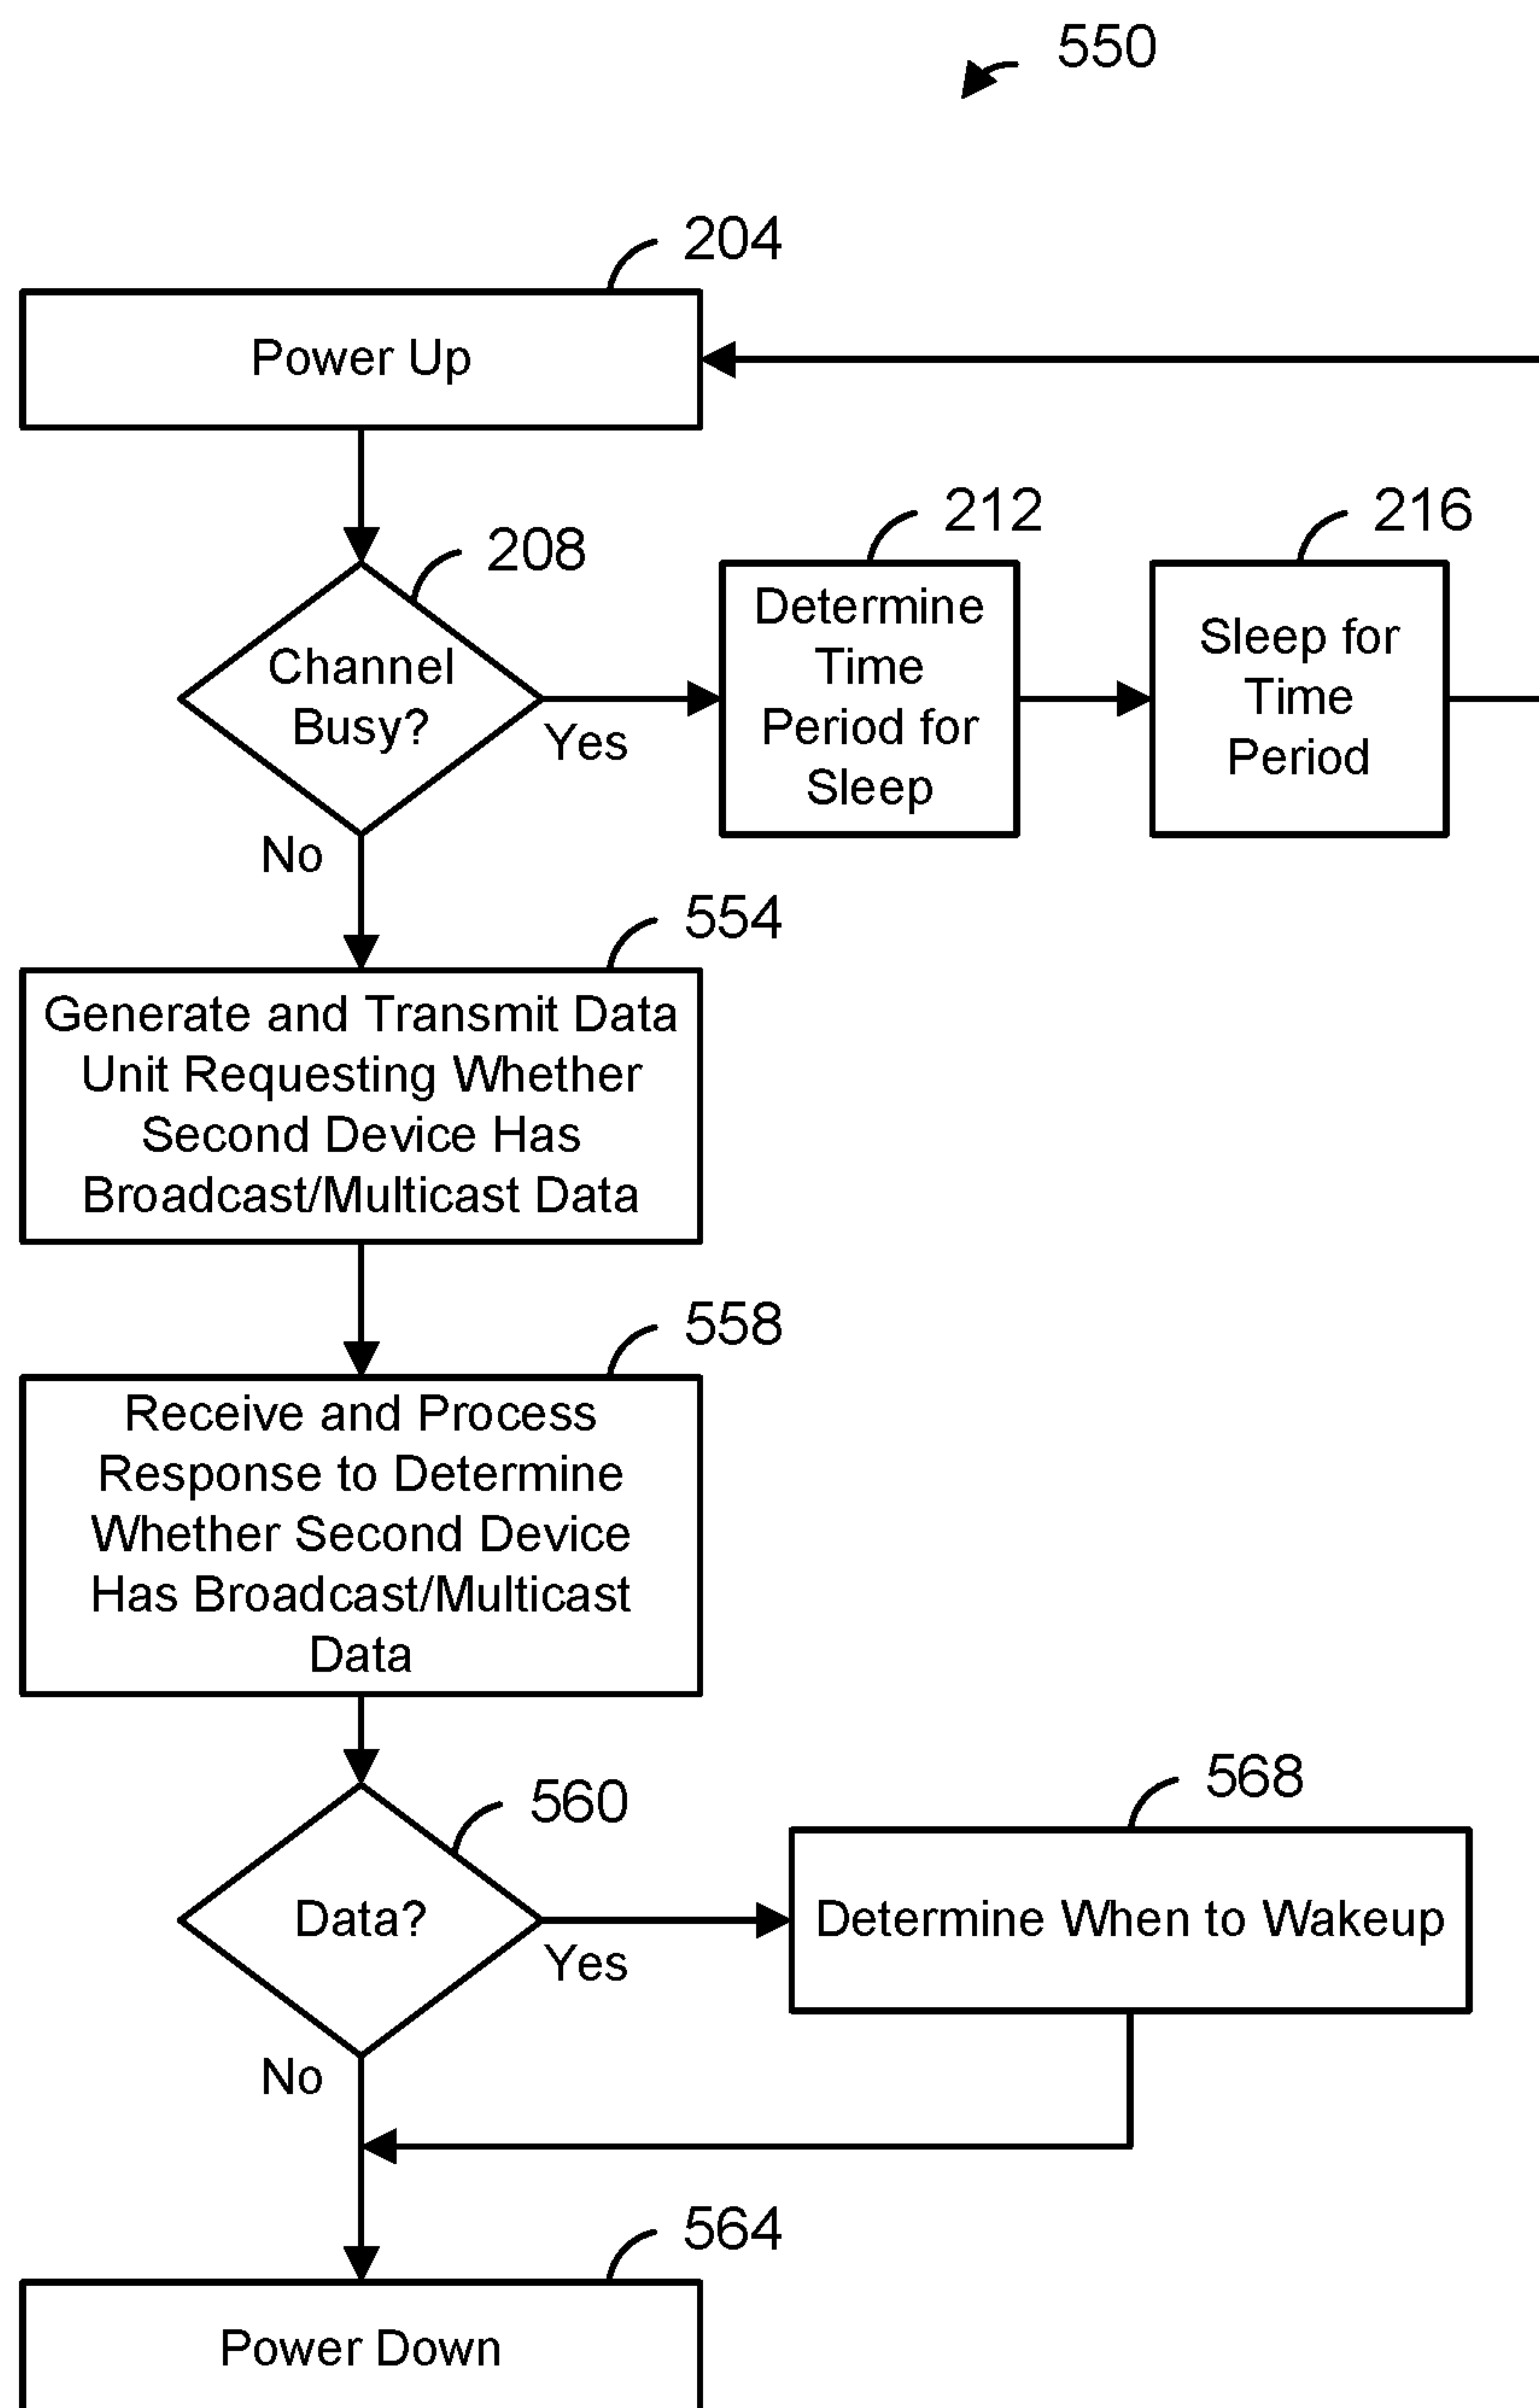 550
204
Power Up
208
Channel
Busy?
Yes
No
212
Determine
Time
Period for
Sleep
216
Sleep for
Time
Period
554
Generate and Transmit Data
Unit Requesting Whether
Second Device Has
Broadcast/Multicast Data
558
Receive and Process
Response to Determine
Whether Second Device
Has Broadcast/Multicast
Data
560
Data?
Yes
No
568
Determine When to Wakeup
564
Power Down